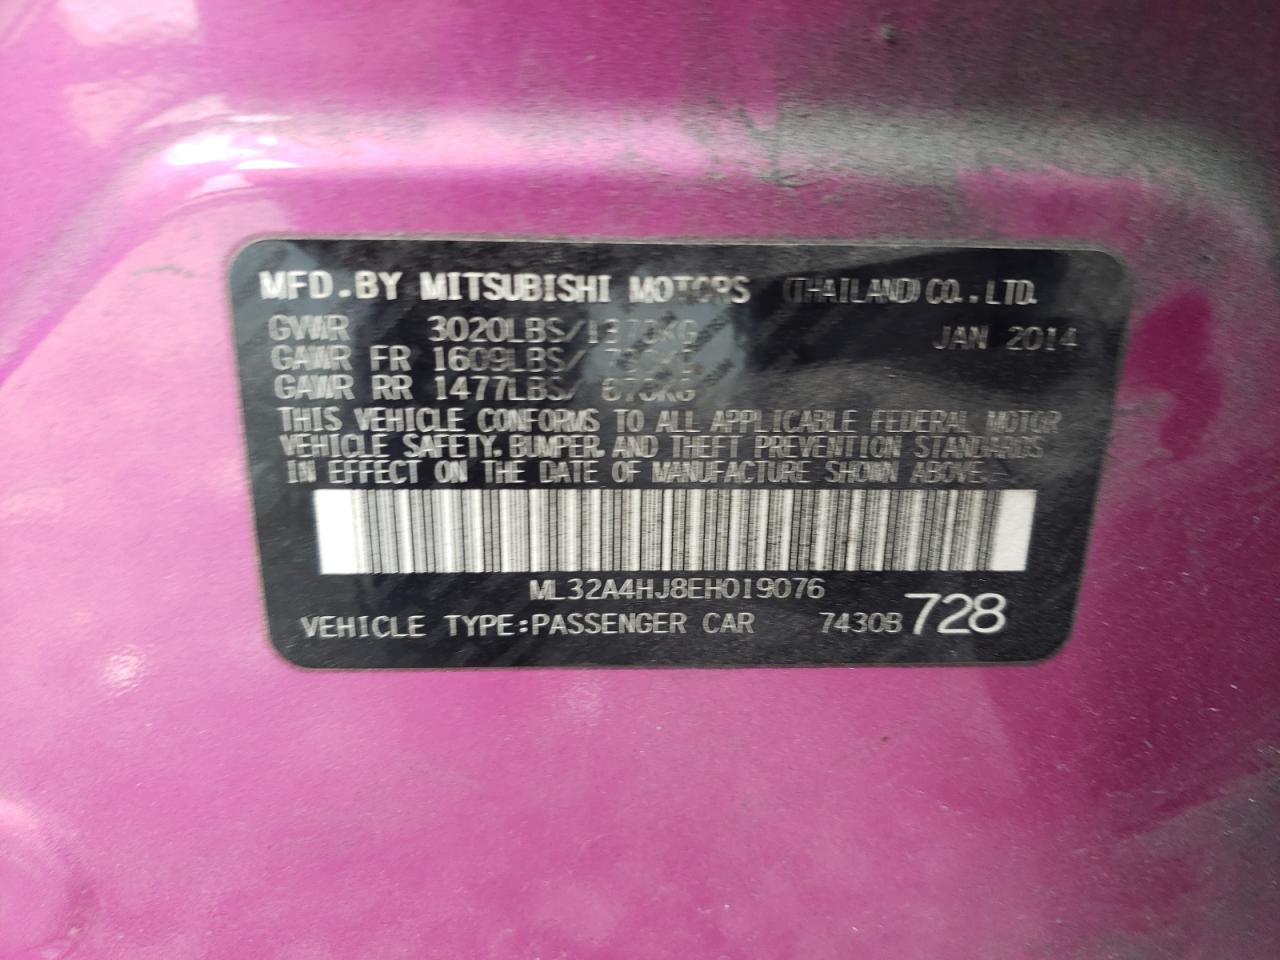 MFD.BY MITSUBISHI MOTORS (THAILAND) CO.,LTD.
GVWR 3020LBS/1370KG JAN 2014
GAWR FR 1609LBS/
GAWR RR 1477LBS/ 670KG
THIS VEHICLE CONFORMS TO ALL APPLICABLE FEDERAL MOTOR
VEHICLE SAFETY, BUMPER, AND THEFT PREVENTION STANDARDS
IN EFFECT ON THE DATE OF MANUFACTURE SHOWN ABOVE.
ML32A4HJ8EH019076
VEHICLE TYPE:PASSENGER CAR 7430B 728